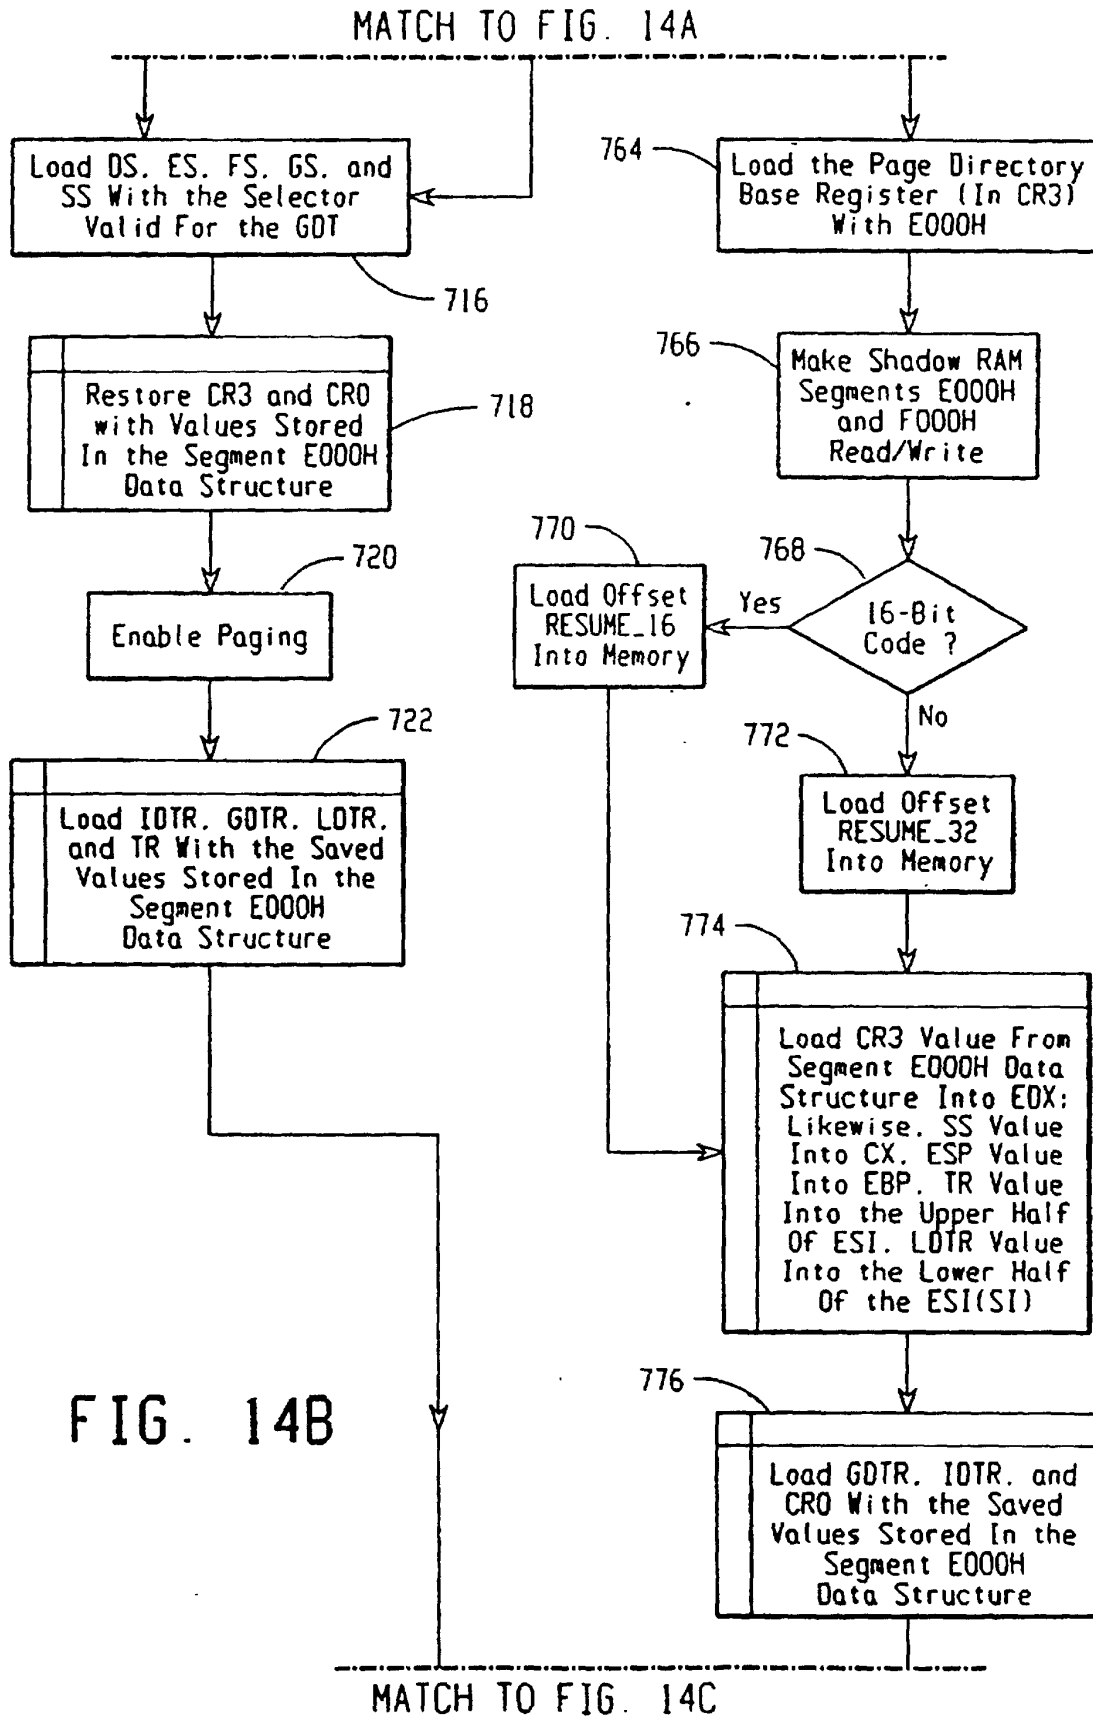 MATCH TO FIG. 14A
Load DS, ES, FS, GS, and
SS With the Selector
Valid For the GDT
716
Restore CR3 and CR0
with Values Stored
In the Segment E000H
Data Structure
718
720
Enable Paging
722
Load IDTR, GDTR, LDTR,
and TR With the Saved
Values Stored In the
Segment E000H
Data Structure
764
Load the Page Directory
Base Register (In CR3)
With E000H
766
Make Shadow RAM
Segments E000H
and F000H
Read/Write
768
16-Bit
Code ?
Yes
No
770
Load Offset
RESUME_16
Into Memory
772
Load Offset
RESUME_32
Into Memory
774
Load CR3 Value From
Segment E000H Data
Structure Into EDX;
Likewise, SS Value
Into CX, ESP Value
Into EBP, TR Value
Into the Upper Half
Of ESI, LDTR Value
Into the Lower Half
Of the ESI(SI)
776
Load GDTR, IDTR, and
CR0 With the Saved
Values Stored In the
Segment E000H
Data Structure
FIG. 14B
MATCH TO FIG. 14C